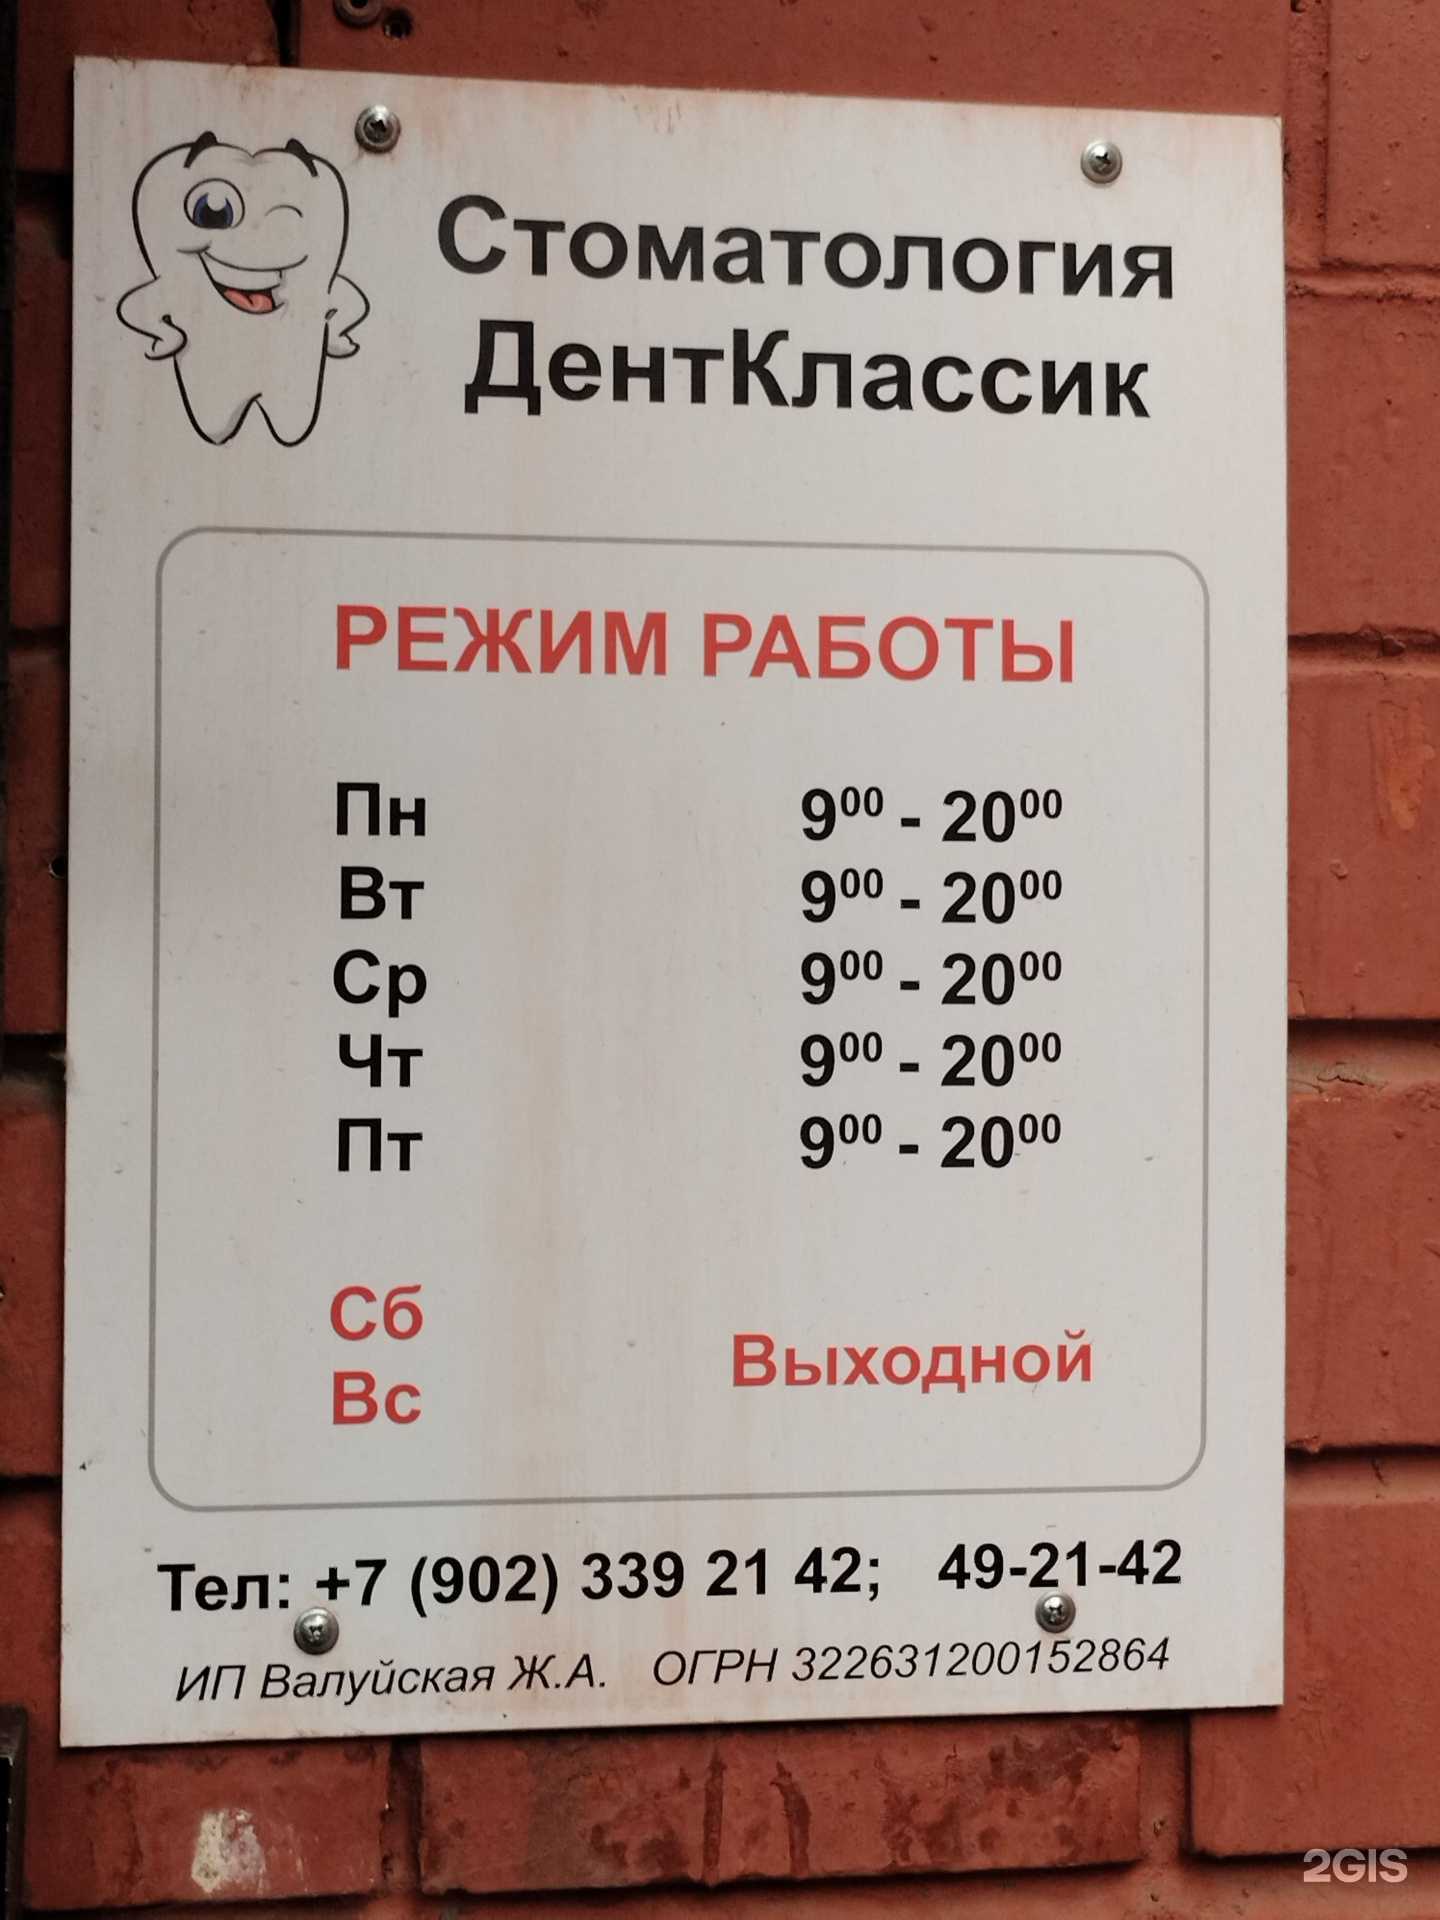 Стоматология
ДентКлассик
РЕЖИМ РАБОТЫ
Пн 9⁰⁰ - 20⁰⁰
Вт 9⁰⁰ - 20⁰⁰
Ср 9⁰⁰ - 20⁰⁰
Чт 9⁰⁰ - 20⁰⁰
Пт 9⁰⁰ - 20⁰⁰
Сб
Выходной
Вс
Тел: +7 (902) 339 21 42; 49-21-42
ИП Валуйская Ж.А. ОГРН 322631200152864
2GIS